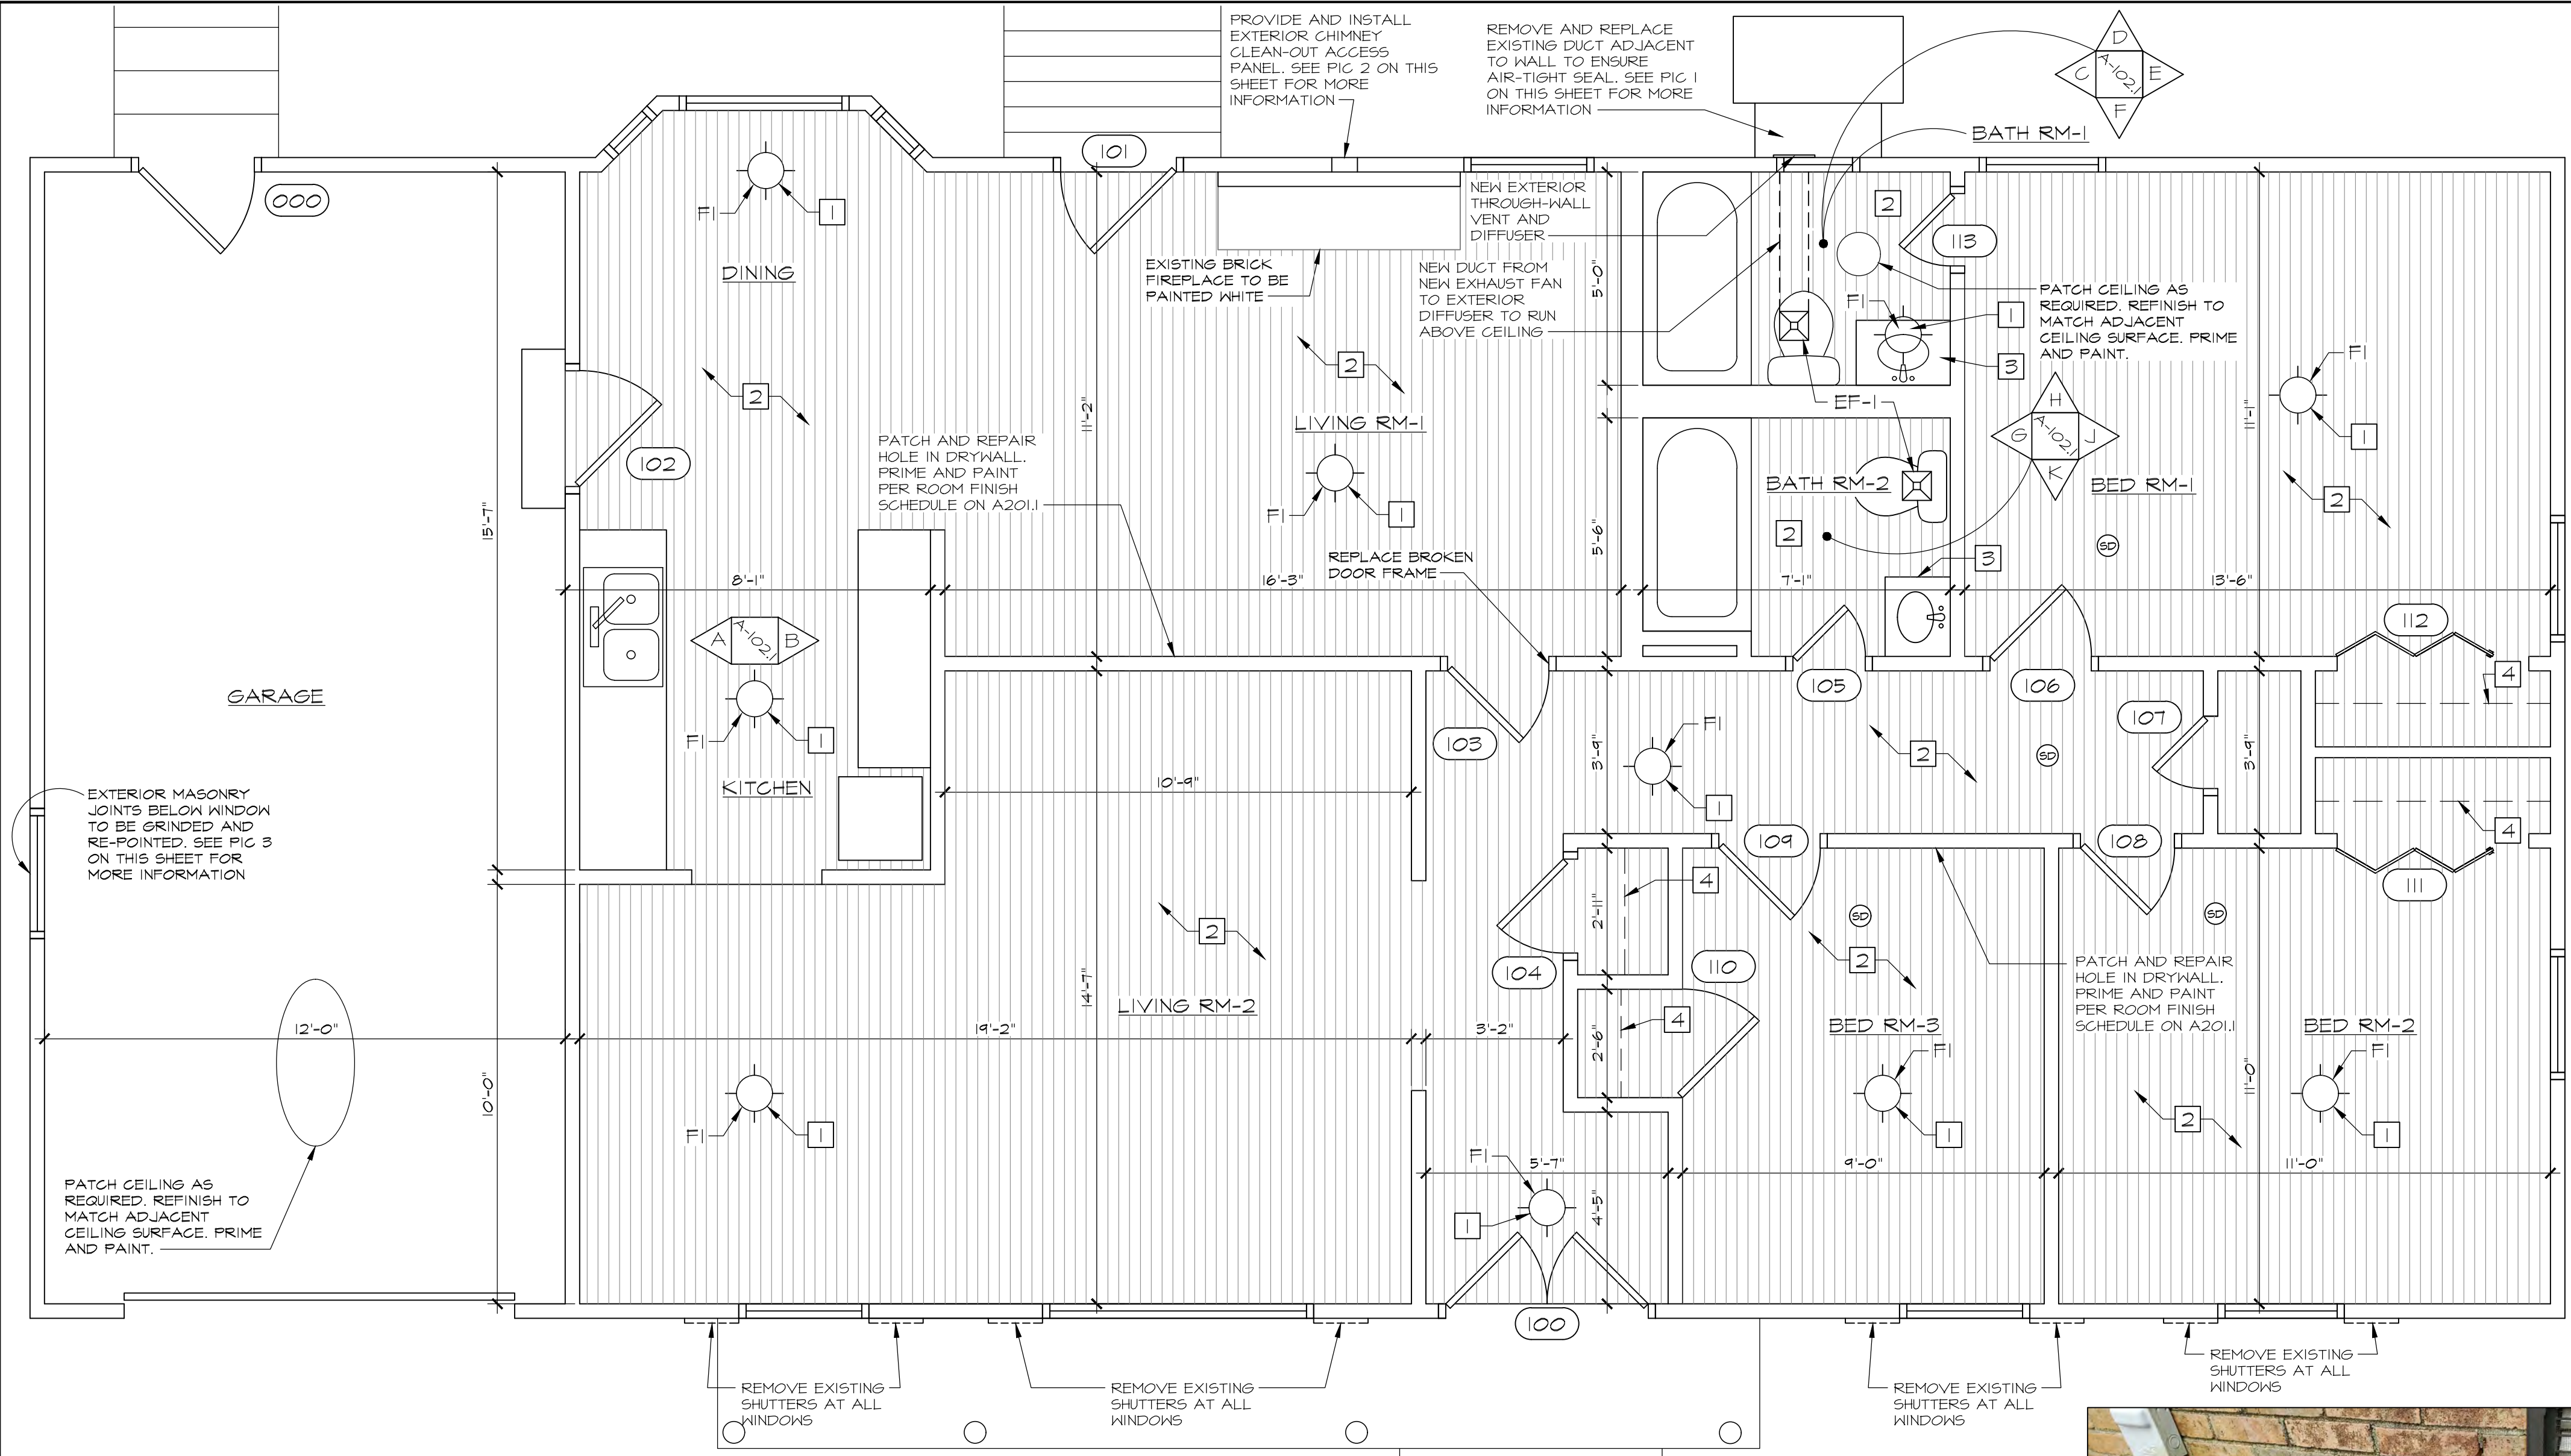 PROVIDE AND INSTALL
EXTERIOR CHIMNEY
CLEAN-OUT ACCESS
PANEL. SEE PIC 2 ON THIS
SHEET FOR MORE
INFORMATION
REMOVE AND REPLACE
EXISTING DUCT ADJACENT
TO WALL TO ENSURE
AIR-TIGHT SEAL. SEE PIC 1
ON THIS SHEET FOR MORE
INFORMATION
D
C A-102.1 E
F
BATH RM-1
101
000
F1
1
DINING
2
NEW EXTERIOR
THROUGH-WALL
VENT AND
DIFFUSER
2
113
EXISTING BRICK
FIREPLACE TO BE
PAINTED WHITE
NEW DUCT FROM
NEW EXHAUST FAN
TO EXTERIOR
DIFFUSER TO RUN
ABOVE CEILING
5'-0"
F1
1
3
PATCH CEILING AS
REQUIRED. REFINISH TO
MATCH ADJACENT
CEILING SURFACE. PRIME
AND PAINT.
F1
1
2
11'-2"
LIVING RM-1
F1
1
EF-1
H
G A-102.1 J
K
11'-1"
102
PATCH AND REPAIR
HOLE IN DRYWALL.
PRIME AND PAINT
PER ROOM FINISH
SCHEDULE ON A201.1
BATH RM-2
BED RM-1
2
2
15'-7"
5'-6"
SD
REPLACE BROKEN
DOOR FRAME
3
8'-1"
16'-3"
7'-1"
13'-6"
112
A A-102.1 B
GARAGE
105
106
4
F1
1
103
F1
1
107
3'-9"
2
SD
3'-9"
KITCHEN
10'-9"
EXTERIOR MASONRY
JOINTS BELOW WINDOW
TO BE GRINDED AND
RE-POINTED. SEE PIC 3
ON THIS SHEET FOR
MORE INFORMATION
109
108
4
111
4
2'-11"
SD
SD
2
2
104
110
PATCH AND REPAIR
HOLE IN DRYWALL.
PRIME AND PAINT
PER ROOM FINISH
SCHEDULE ON A201.1
14'-7"
LIVING RM-2
12'-0"
19'-2"
3'-2"
2'-6"
4
BED RM-3
BED RM-2
F1
1
F1
1
10'-0"
11'-0"
2
F1
1
F1
5'-7"
9'-0"
11'-0"
1
4'-5"
PATCH CEILING AS
REQUIRED. REFINISH TO
MATCH ADJACENT
CEILING SURFACE. PRIME
AND PAINT.
100
REMOVE EXISTING
SHUTTERS AT ALL
WINDOWS
REMOVE EXISTING
SHUTTERS AT ALL
WINDOWS
REMOVE EXISTING
SHUTTERS AT ALL
WINDOWS
REMOVE EXISTING
SHUTTERS AT ALL
WINDOWS